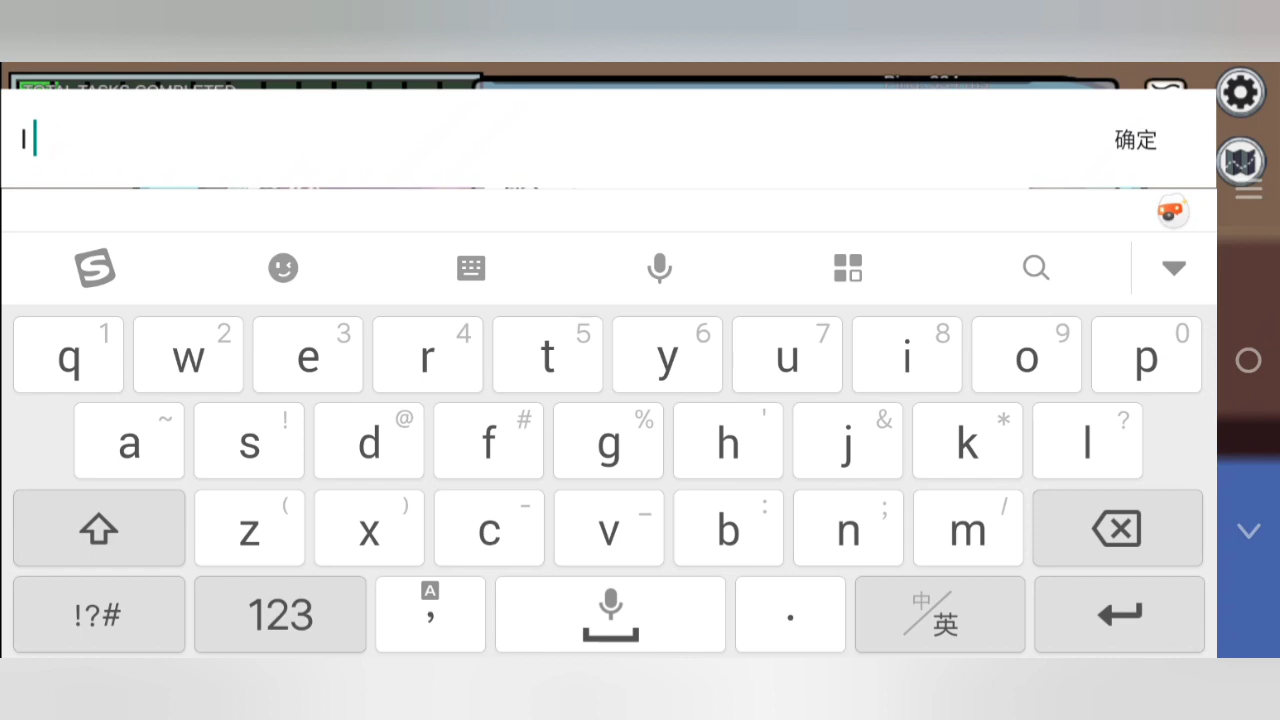 TOTAL TASKS COMPLETED
I
确定
q 1 w 2 e 3 r 4 t 5 y 6 u 7 i 8 o 9 p 0
a ~ s ! d @ f # g % h ' j & k * l ?
z ( x ) c - v _ b : n ; m /
!?# 123 A , . 中/英